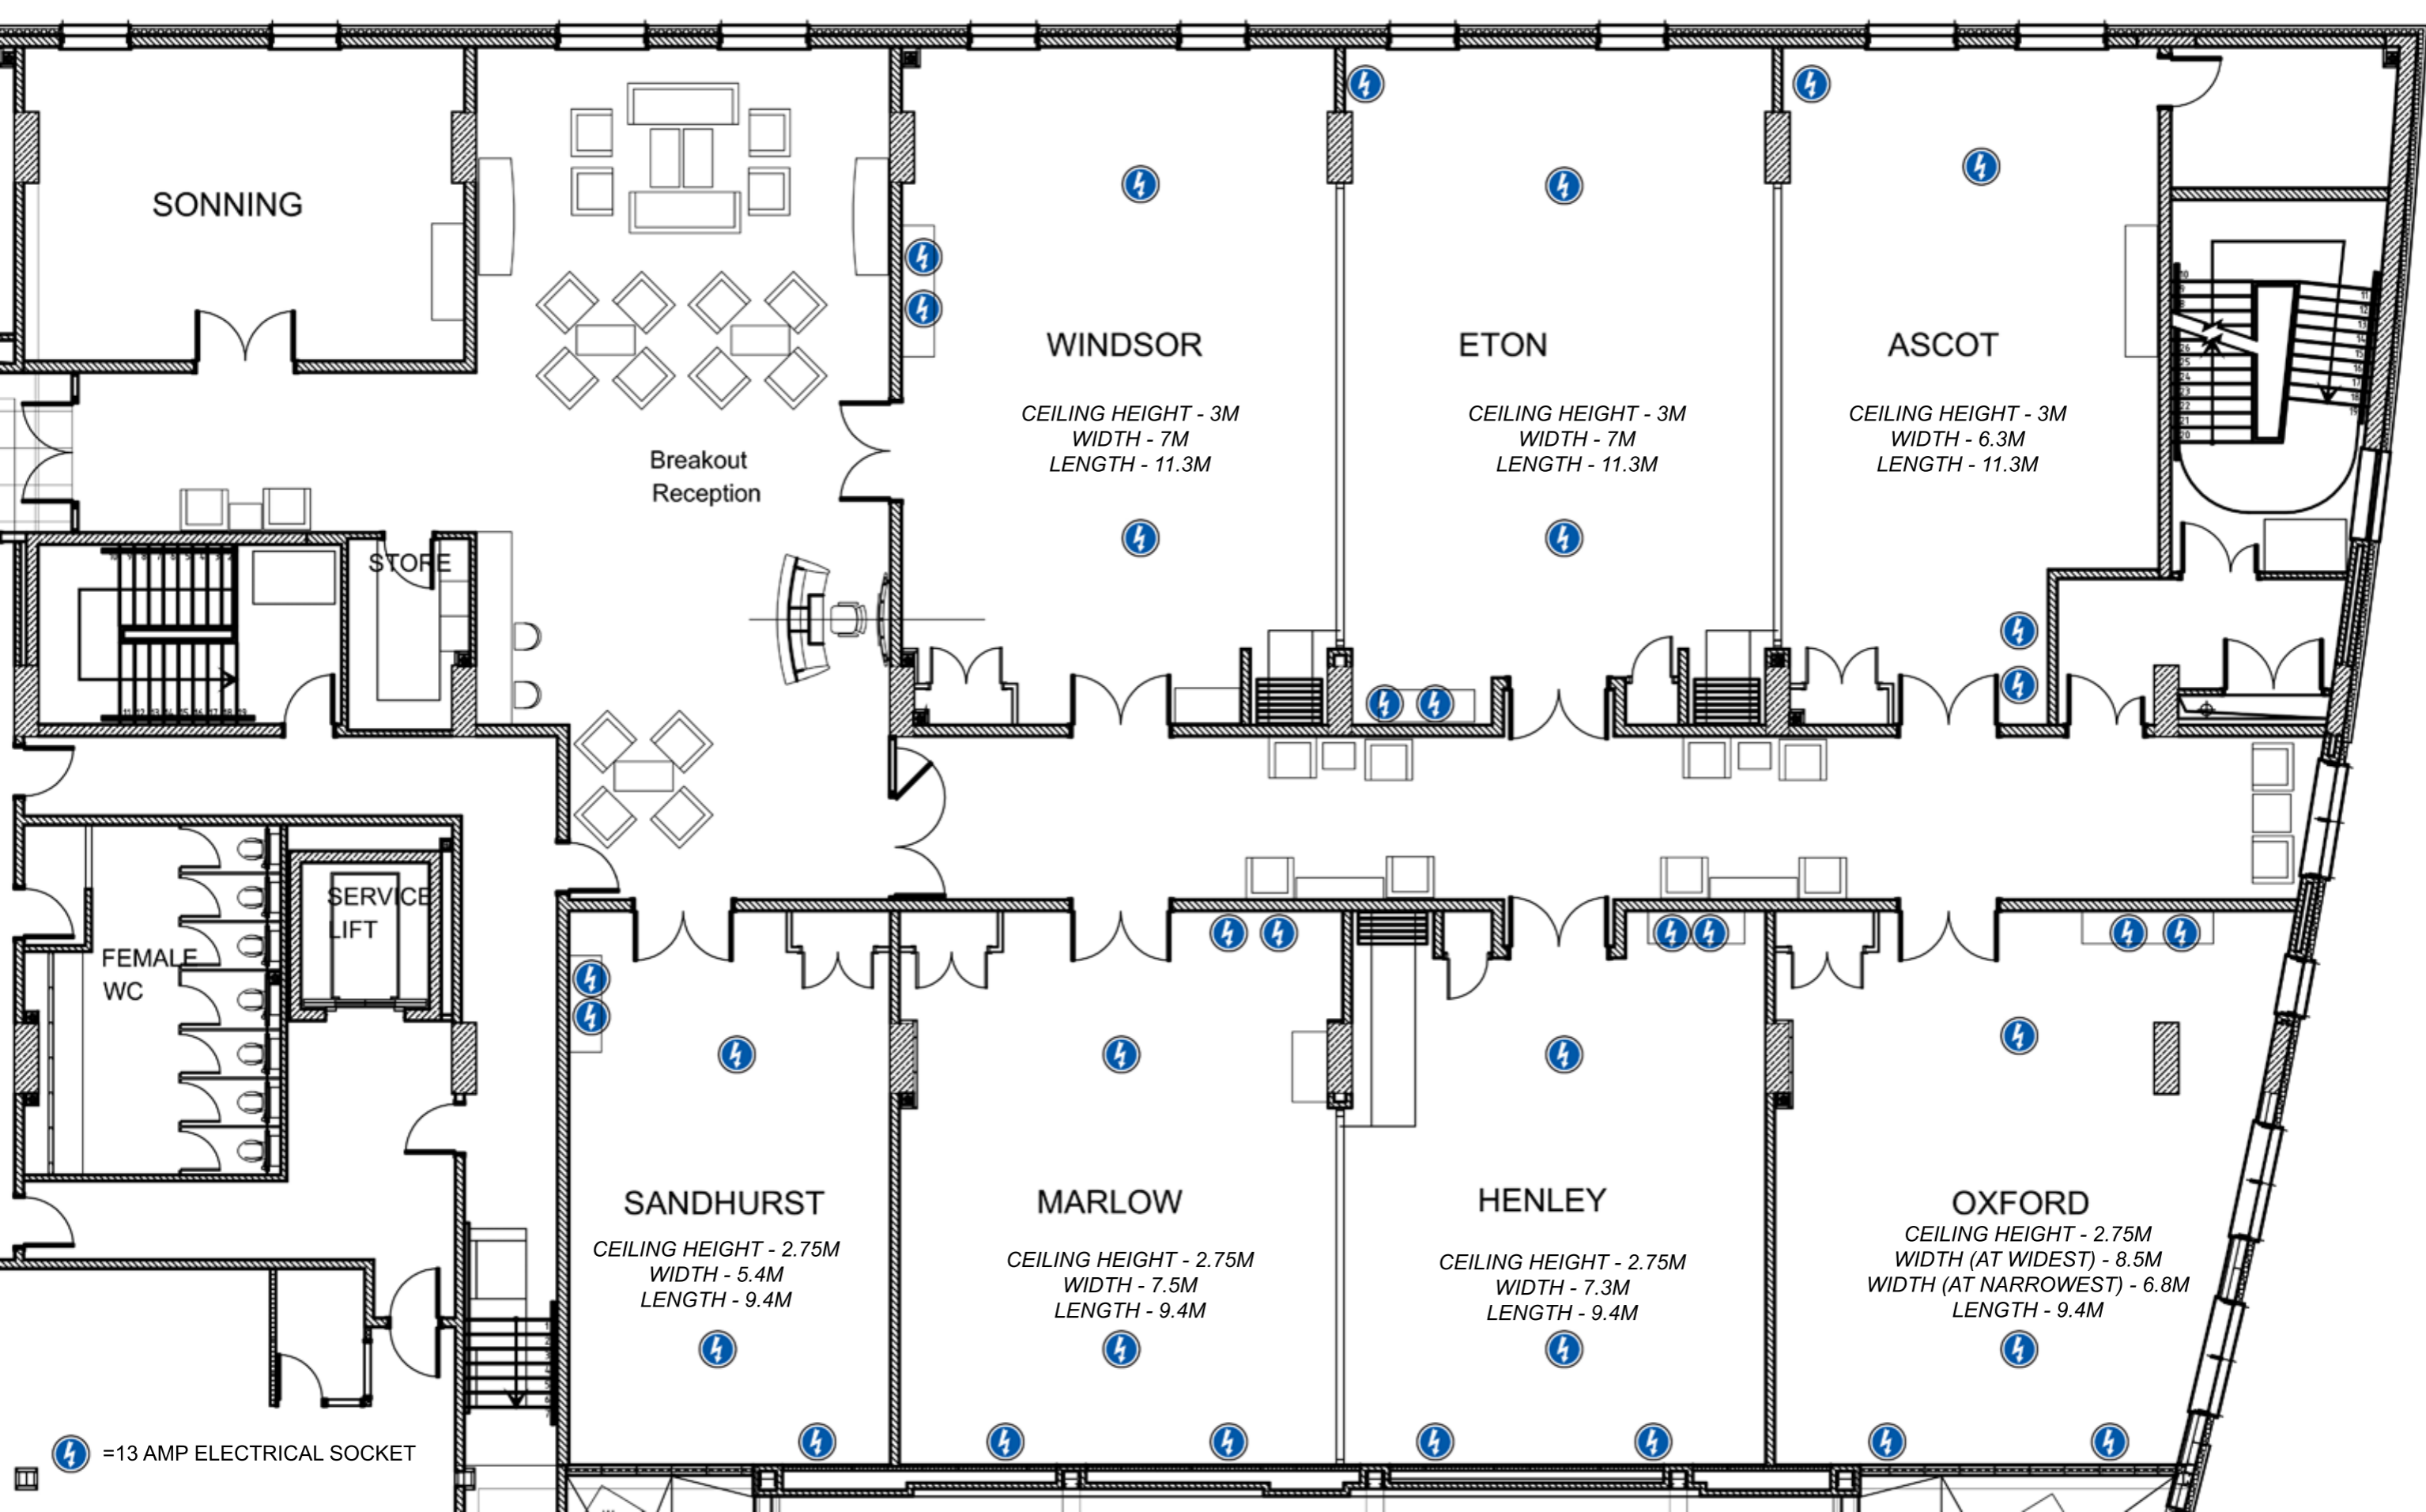 SONNING
WINDSOR
CEILING HEIGHT - 3M
WIDTH - 7M
LENGTH - 11.3M
ETON
CEILING HEIGHT - 3M
WIDTH - 7M
LENGTH - 11.3M
ASCOT
CEILING HEIGHT - 3M
WIDTH - 6.3M
LENGTH - 11.3M
Breakout
Reception
STORE
SERVICE
LIFT
FEMALE
WC
SANDHURST
CEILING HEIGHT - 2.75M
WIDTH - 5.4M
LENGTH - 9.4M
MARLOW
CEILING HEIGHT - 2.75M
WIDTH - 7.5M
LENGTH - 9.4M
HENLEY
CEILING HEIGHT - 2.75M
WIDTH - 7.3M
LENGTH - 9.4M
OXFORD
CEILING HEIGHT - 2.75M
WIDTH (AT WIDEST) - 8.5M
WIDTH (AT NARROWEST) - 6.8M
LENGTH - 9.4M
=13 AMP ELECTRICAL SOCKET